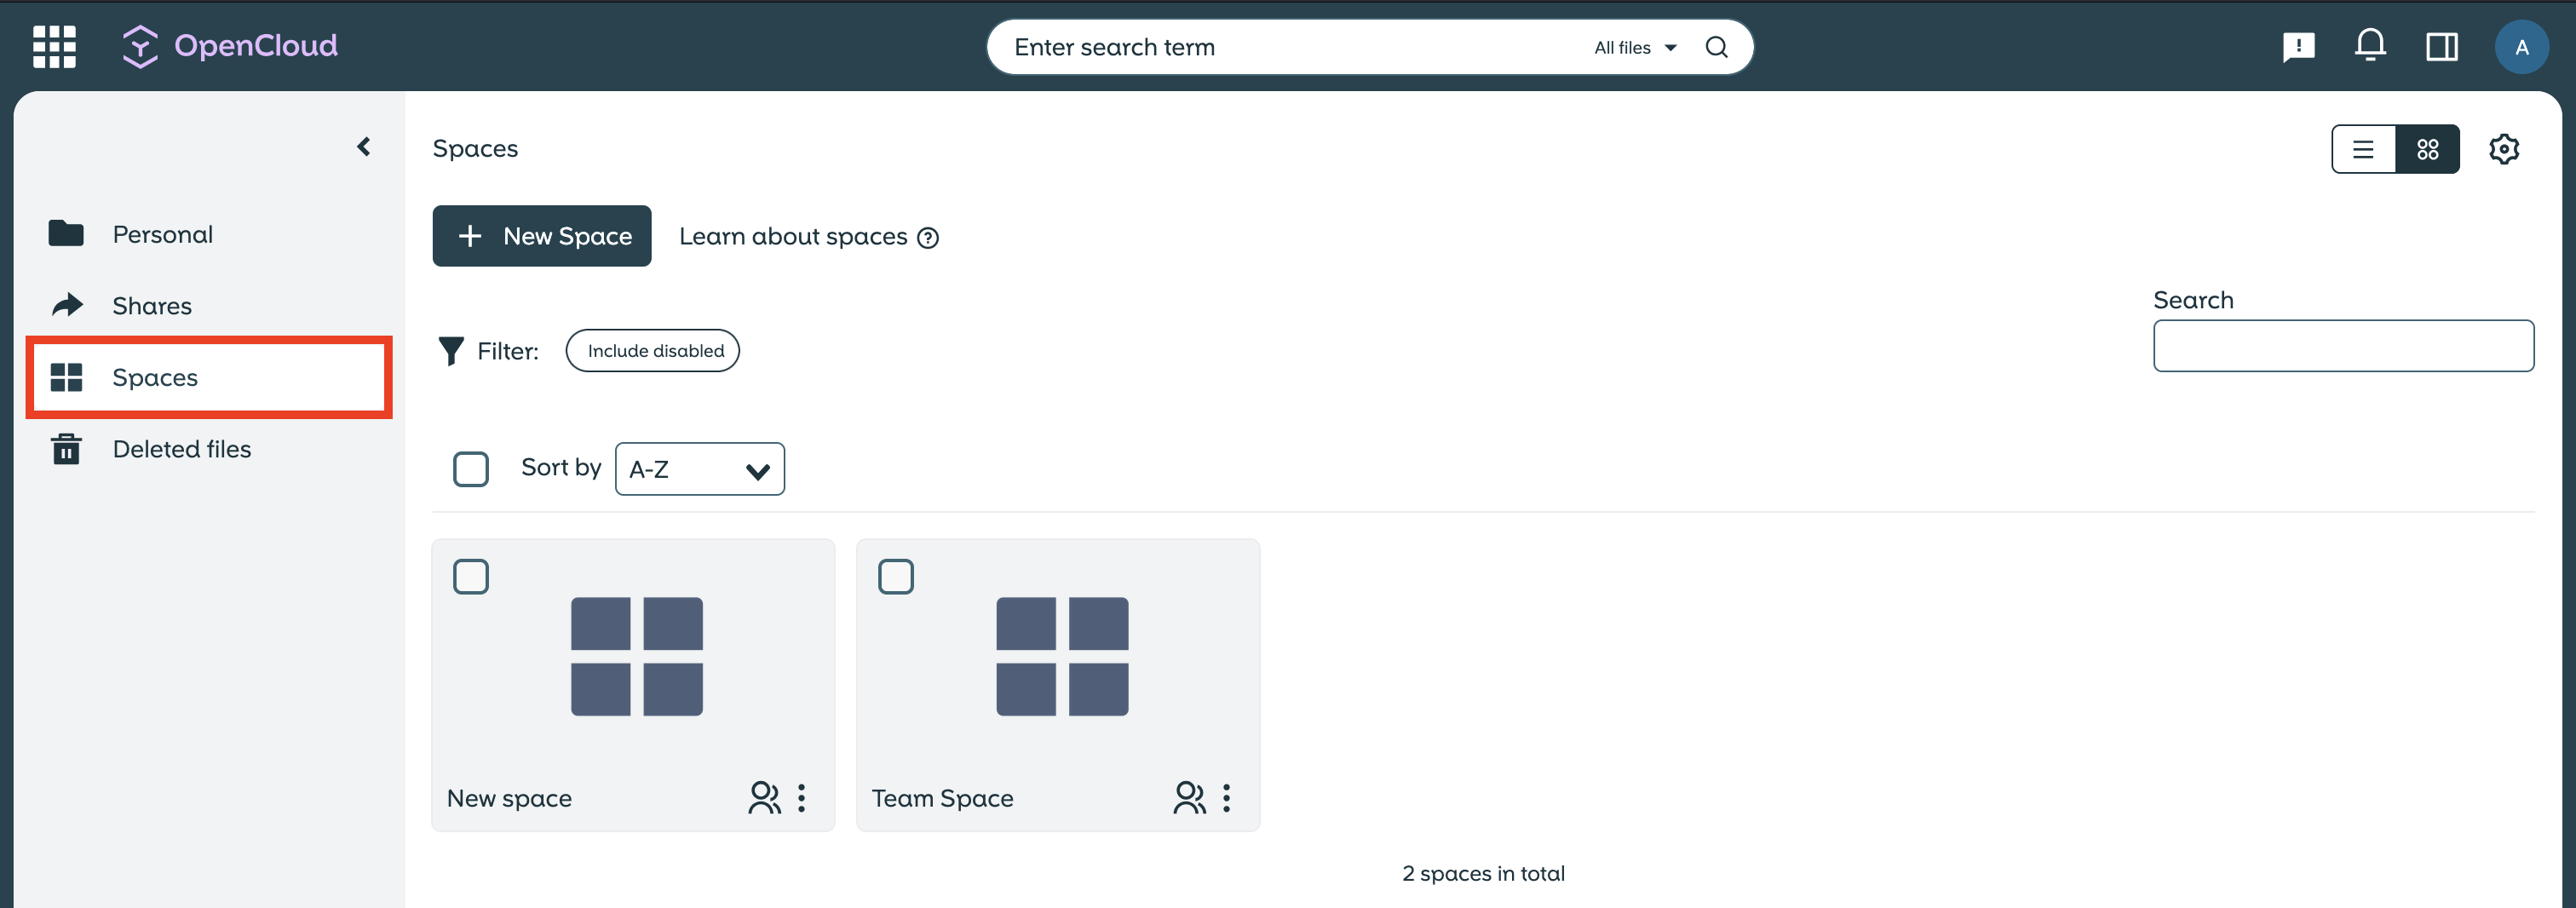 OpenCloud
Enter search term
All files
A
Personal
Shares
Spaces
Deleted files
Spaces
New Space
Learn about spaces
Filter:
Include disabled
Search
Sort by
A-Z
New space
Team Space
2 spaces in total